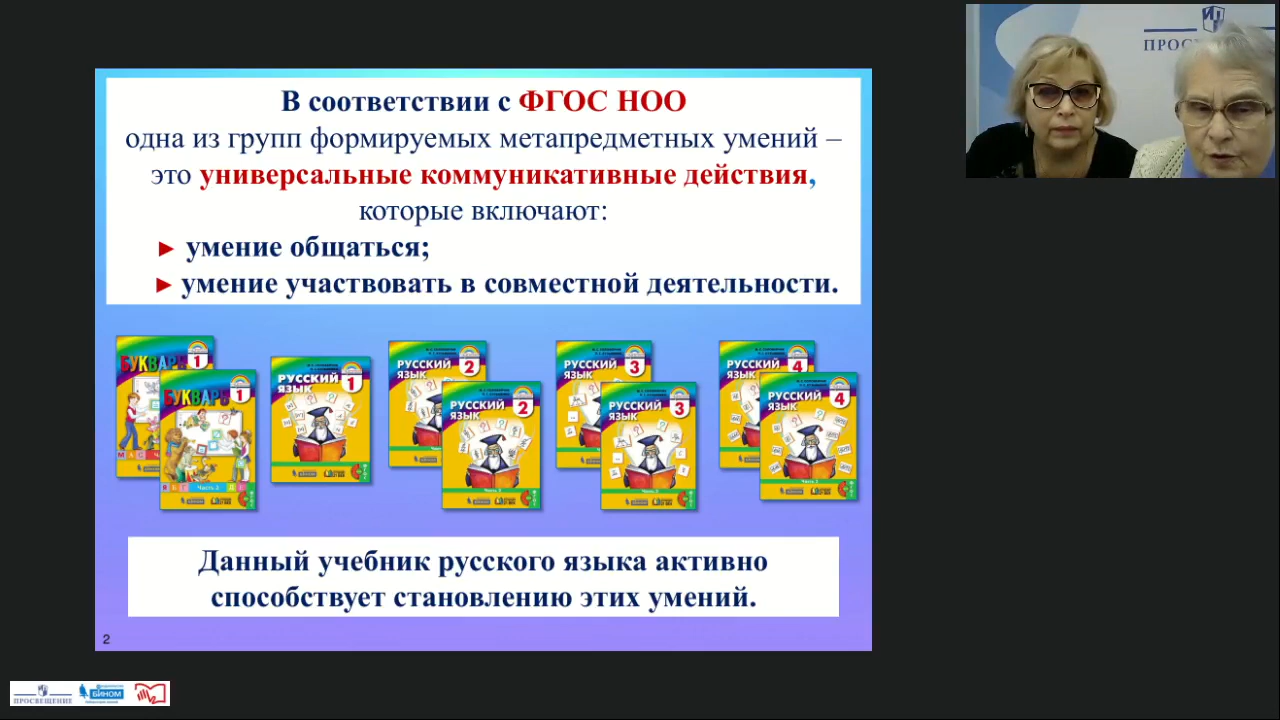 В соответствии с ФГОС НОО
одна из групп формируемых метапредметных умений –
это универсальные коммуникативные действия,
которые включают:
► умение общаться;
► умение участвовать в совместной деятельности.
БУКВАРЬ 1
БУКВАРЬ 1
Часть 2
РУССКИЙ ЯЗЫК 1
РУССКИЙ ЯЗЫК 2
РУССКИЙ ЯЗЫК 2
РУССКИЙ ЯЗЫК 3
РУССКИЙ ЯЗЫК 3
РУССКИЙ ЯЗЫК 4
РУССКИЙ ЯЗЫК 4
Данный учебник русского языка активно
способствует становлению этих умений.
2
ПРОСВЕЩЕНИЕ
БИНОМ